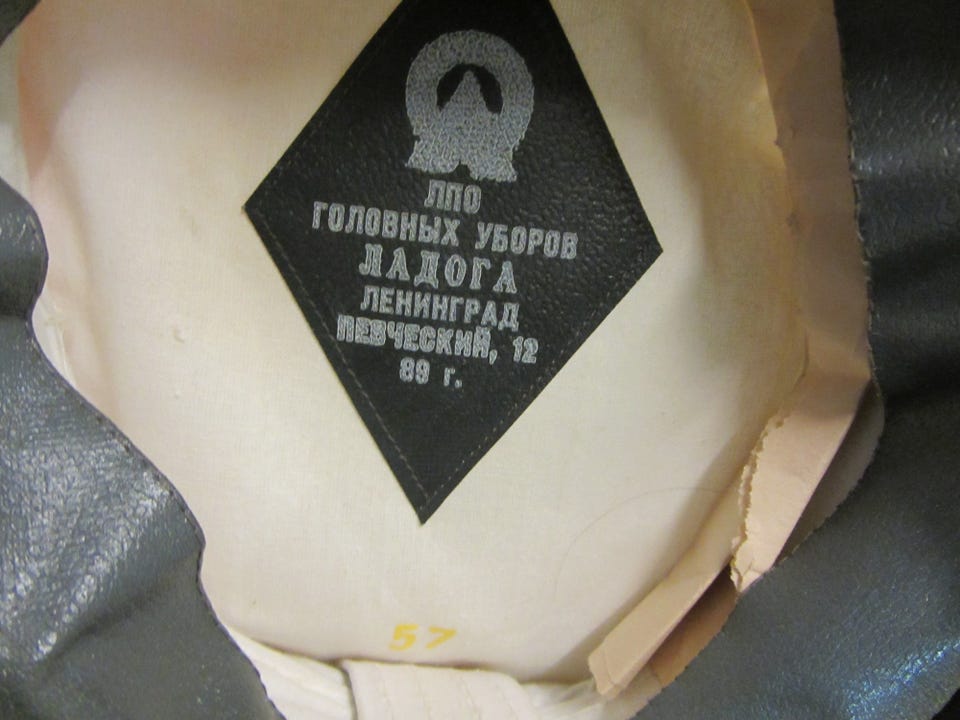 ЛПО
ГОЛОВНЫХ УБОРОВ
ЛАДОГА
ЛЕНИНГРАД
ПЕВЧЕСКИЙ, 12
89 г.
57